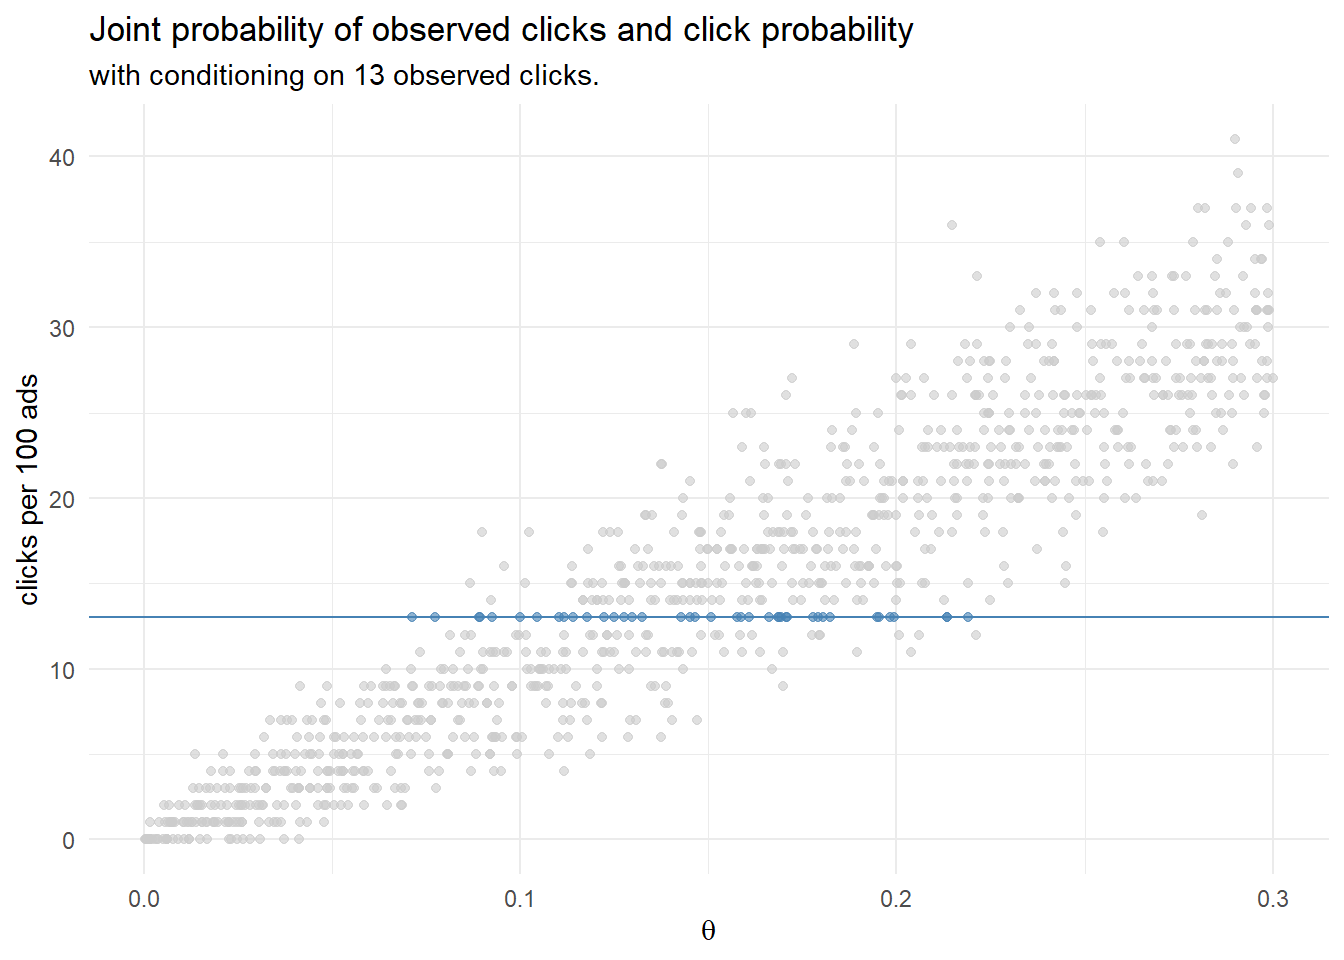 Joint probability of observed clicks and click probability
with conditioning on 13 observed clicks.
clicks per 100 ads
40
30
20
10
0
0.0
0.1
0.2
0.3
θ